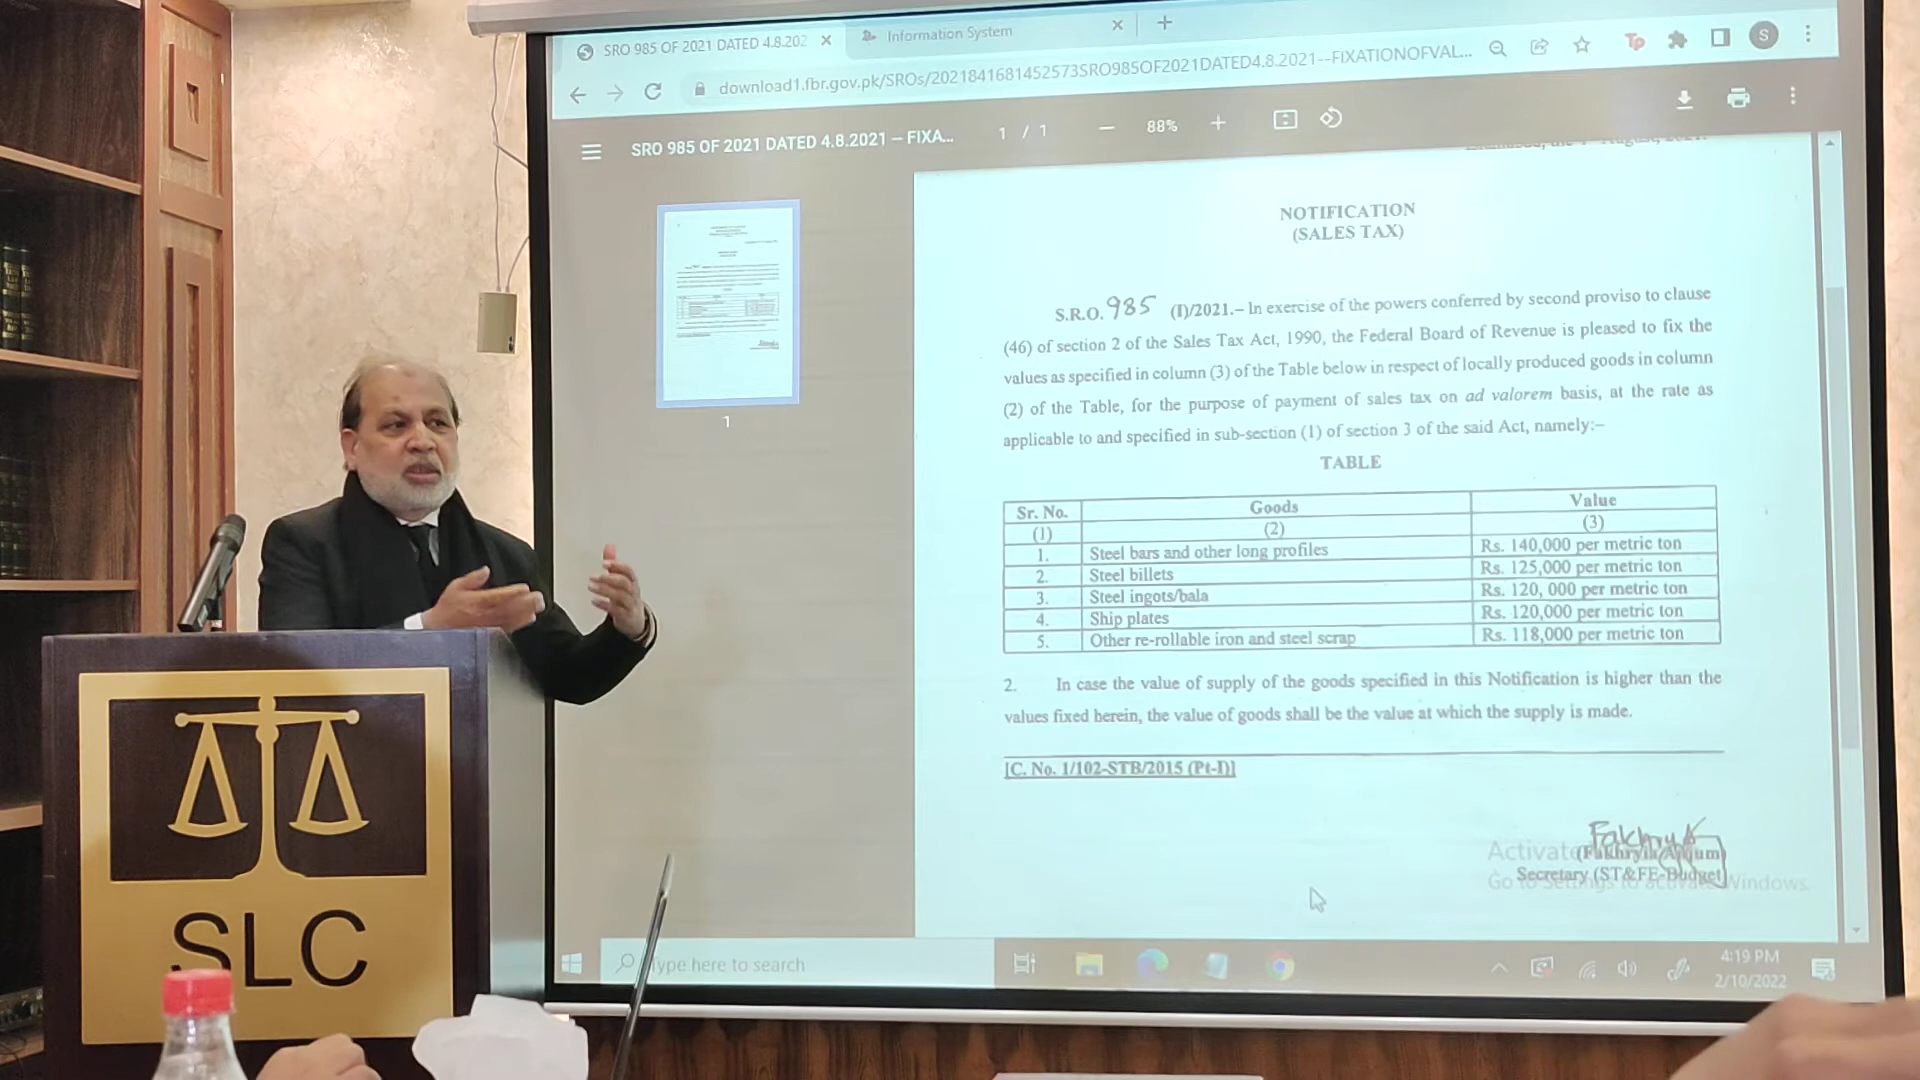 SRO 985 OF 2021 DATED 4.8.202
Information System
download1.fbr.gov.pk/SROs/2021841681452573SRO985OF2021DATED4.8.2021--FIXATIONOFVAL...
S
SRO 985 OF 2021 DATED 4.8.2021 – FIXA...
1 / 1
88%
1
NOTIFICATION
(SALES TAX)
S.R.O. 985 (I)/2021.– In exercise of the powers conferred by second proviso to clause
(46) of section 2 of the Sales Tax Act, 1990, the Federal Board of Revenue is pleased to fix the
values as specified in column (3) of the Table below in respect of locally produced goods in column
(2) of the Table, for the purpose of payment of sales tax on ad valorem basis, at the rate as
applicable to and specified in sub-section (1) of section 3 of the said Act, namely:–
TABLE
Sr. No. Goods Value
(1) (2) (3)
1. Steel bars and other long profiles Rs. 140,000 per metric ton
2. Steel billets Rs. 125,000 per metric ton
3. Steel ingots/bala Rs. 120, 000 per metric ton
4. Ship plates Rs. 120,000 per metric ton
5. Other re-rollable iron and steel scrap Rs. 118,000 per metric ton
2. In case the value of supply of the goods specified in this Notification is higher than the
values fixed herein, the value of goods shall be the value at which the supply is made.
[C. No. 1/102-STB/2015 (Pt-I)]
Activate
Secretary (ST&FE-Budget)
Go to Settings to activate Windows.
Type here to search
4:19 PM
2/10/2022
SLC